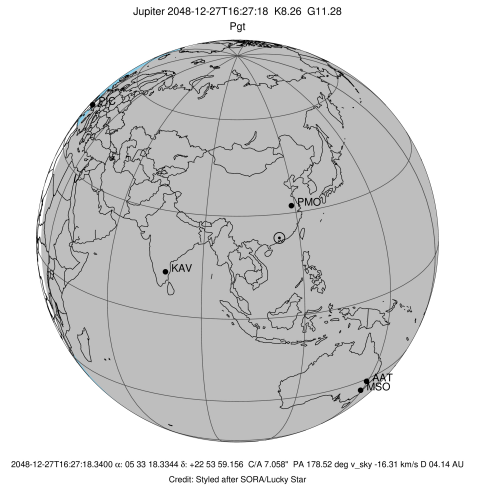 Jupiter 2048-12-27T16:27:18 K8.26 G11.28
Pgt
PMO
KAV
AAT
MSO
2048-12-27T16:27:18.3400 α: 05 33 18.3344 δ: +22 53 59.156 C/A 7.058" PA 178.52 deg v_sky -16.31 km/s D 04.14 AU
Credit: Styled after SORA/Lucky Star